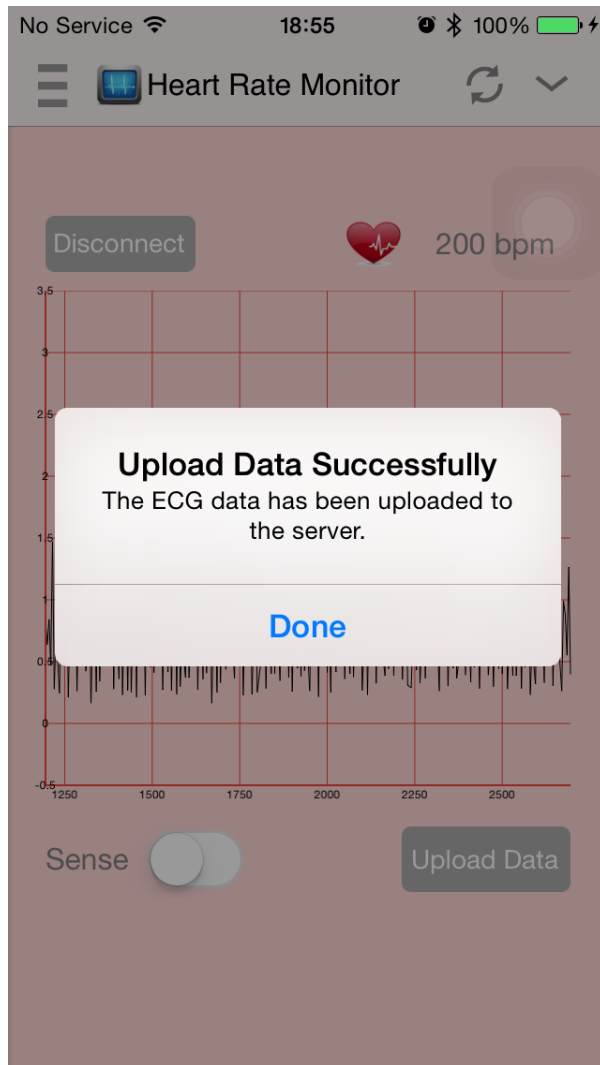 No Service 18:55 100%
Heart Rate Monitor
Disconnect 200 bpm
3.5
3
2.5
Upload Data Successfully
2
The ECG data has been uploaded to
the server.
1.5
1
Done
0.5
0
-0.5
1250 1500 1750 2000 2250 2500
Sense Upload Data